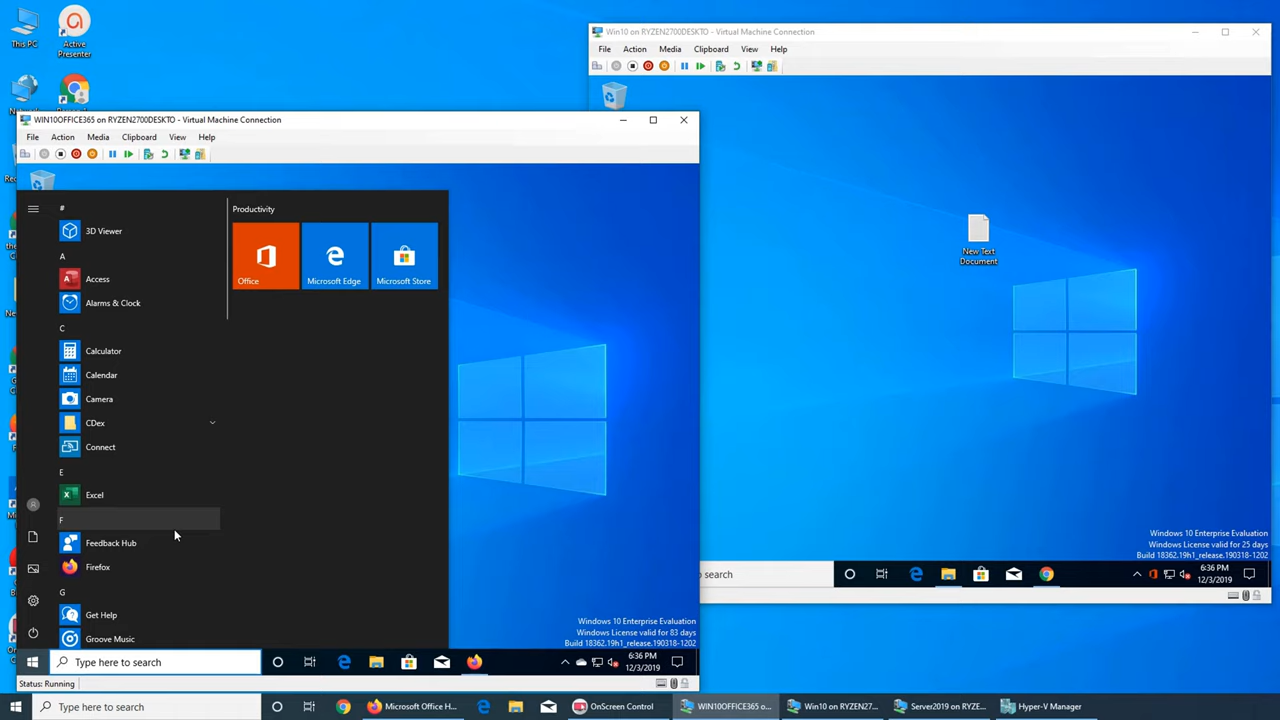 This PC
Active
Presenter
Win10 on RYZEN2700DESKTO - Virtual Machine Connection
File Action Media Clipboard View Help
WIN10OFFICE365 on RYZEN2700DESKTO - Virtual Machine Connection
File Action Media Clipboard View Help
#
3D Viewer
A
Access
Alarms & Clock
C
Calculator
Calendar
Camera
CDex
Connect
E
Excel
F
Feedback Hub
Firefox
G
Get Help
Groove Music
Productivity
Office
Microsoft Edge
Microsoft Store
Windows 10 Enterprise Evaluation
Windows License valid for 83 days
Build 18362.19h1_release.190318-1202
Type here to search
6:36 PM
12/3/2019
Status: Running
New Text
Document
Windows 10 Enterprise Evaluation
Windows License valid for 25 days
Build 18362.19h1_release.190318-1202
search
6:36 PM
12/3/2019
Type here to search
Microsoft Office H...
OnScreen Control
WIN10OFFICE365 o...
Win10 on RYZEN27...
Server2019 on RYZE...
Hyper-V Manager